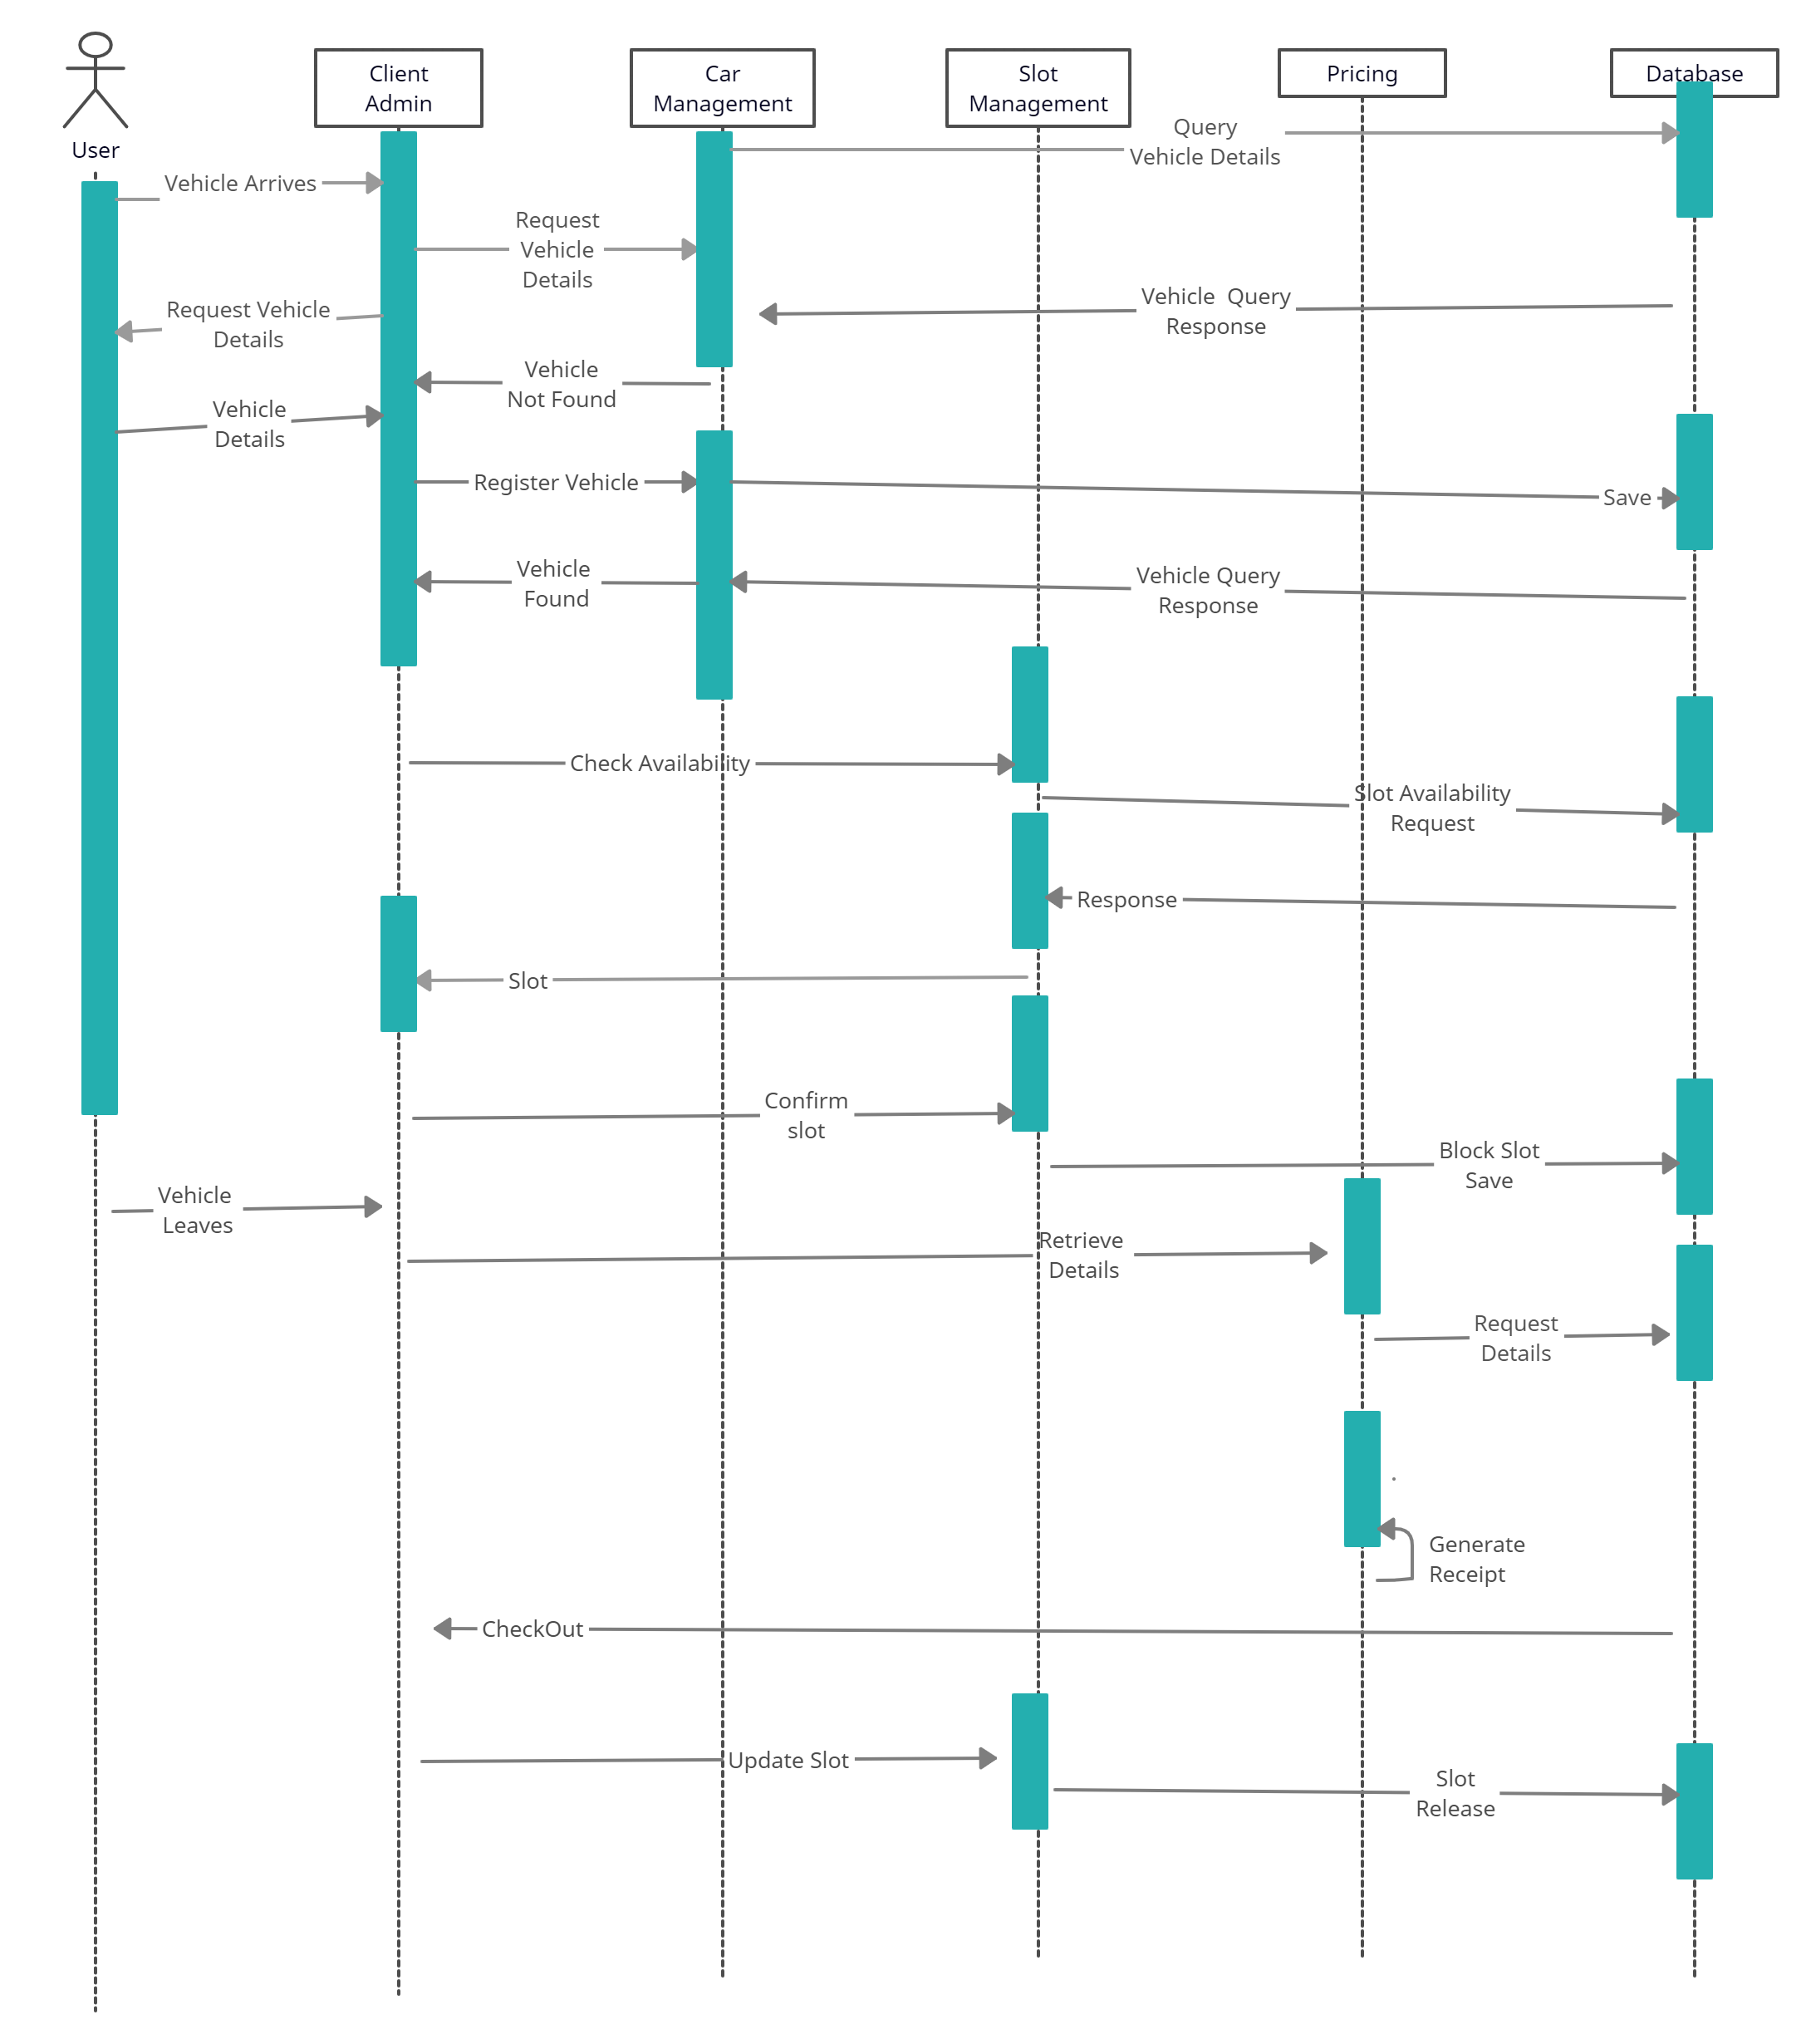 User
Client
Admin
Car
Management
Slot
Management
Pricing
Database
Query
Vehicle Details
Vehicle Arrives
Request
Vehicle
Details
Vehicle  Query
Response
Request Vehicle
Details
Vehicle
Not Found
Vehicle
Details
Register Vehicle
Save
Vehicle
Found
Vehicle Query
Response
Check Availability
Slot Availability
Request
Response
Slot
Confirm
slot
Block Slot
Save
Vehicle
Leaves
Retrieve
Details
Request
Details
Generate
Receipt
CheckOut
Update Slot
Slot
Release